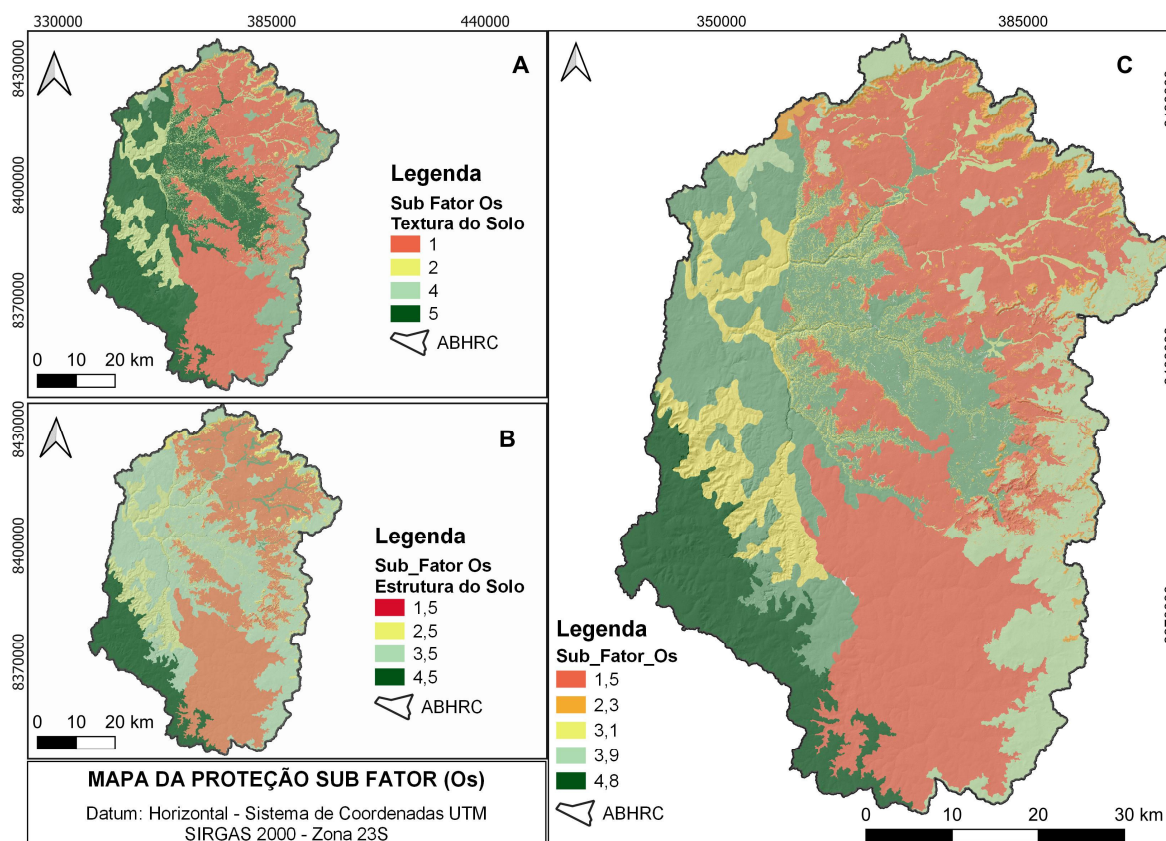 330000 385000 440000
350000 385000
8430000
8400000
8370000
A
Legenda
Sub Fator Os
Textura do Solo
1
2
4
5
ABHRC
0 10 20 km
8430000
8400000
8370000
B
Legenda
Sub_Fator Os
Estrutura do Solo
1,5
2,5
3,5
4,5
ABHRC
0 10 20 km
MAPA DA PROTEÇÃO SUB FATOR (Os)
Datum: Horizontal - Sistema de Coordenadas UTM
SIRGAS 2000 - Zona 23S
C
Legenda
Sub_Fator_Os
1,5
2,3
3,1
3,9
4,8
ABHRC
0 10 20 30 km